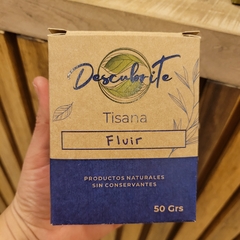 Descubrite
Tisana
Fluir
PRODUCTOS NATURALES
SIN CONSERVANTES
50 Grs